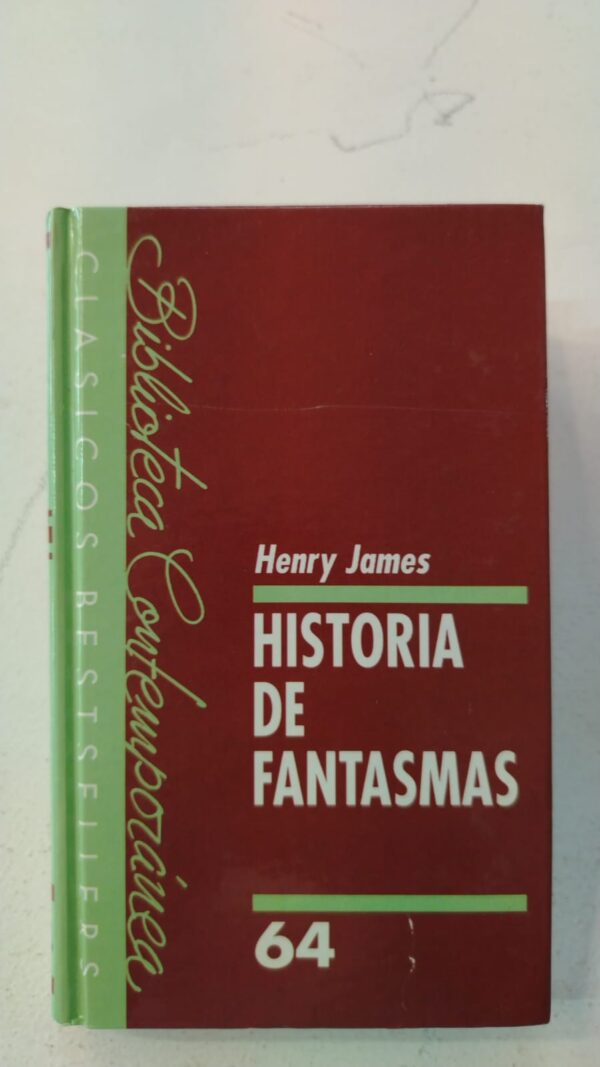 CLASICOS BESTSELLERS
Biblioteca Contemporánea
Henry James
HISTORIA
DE
FANTASMAS
64